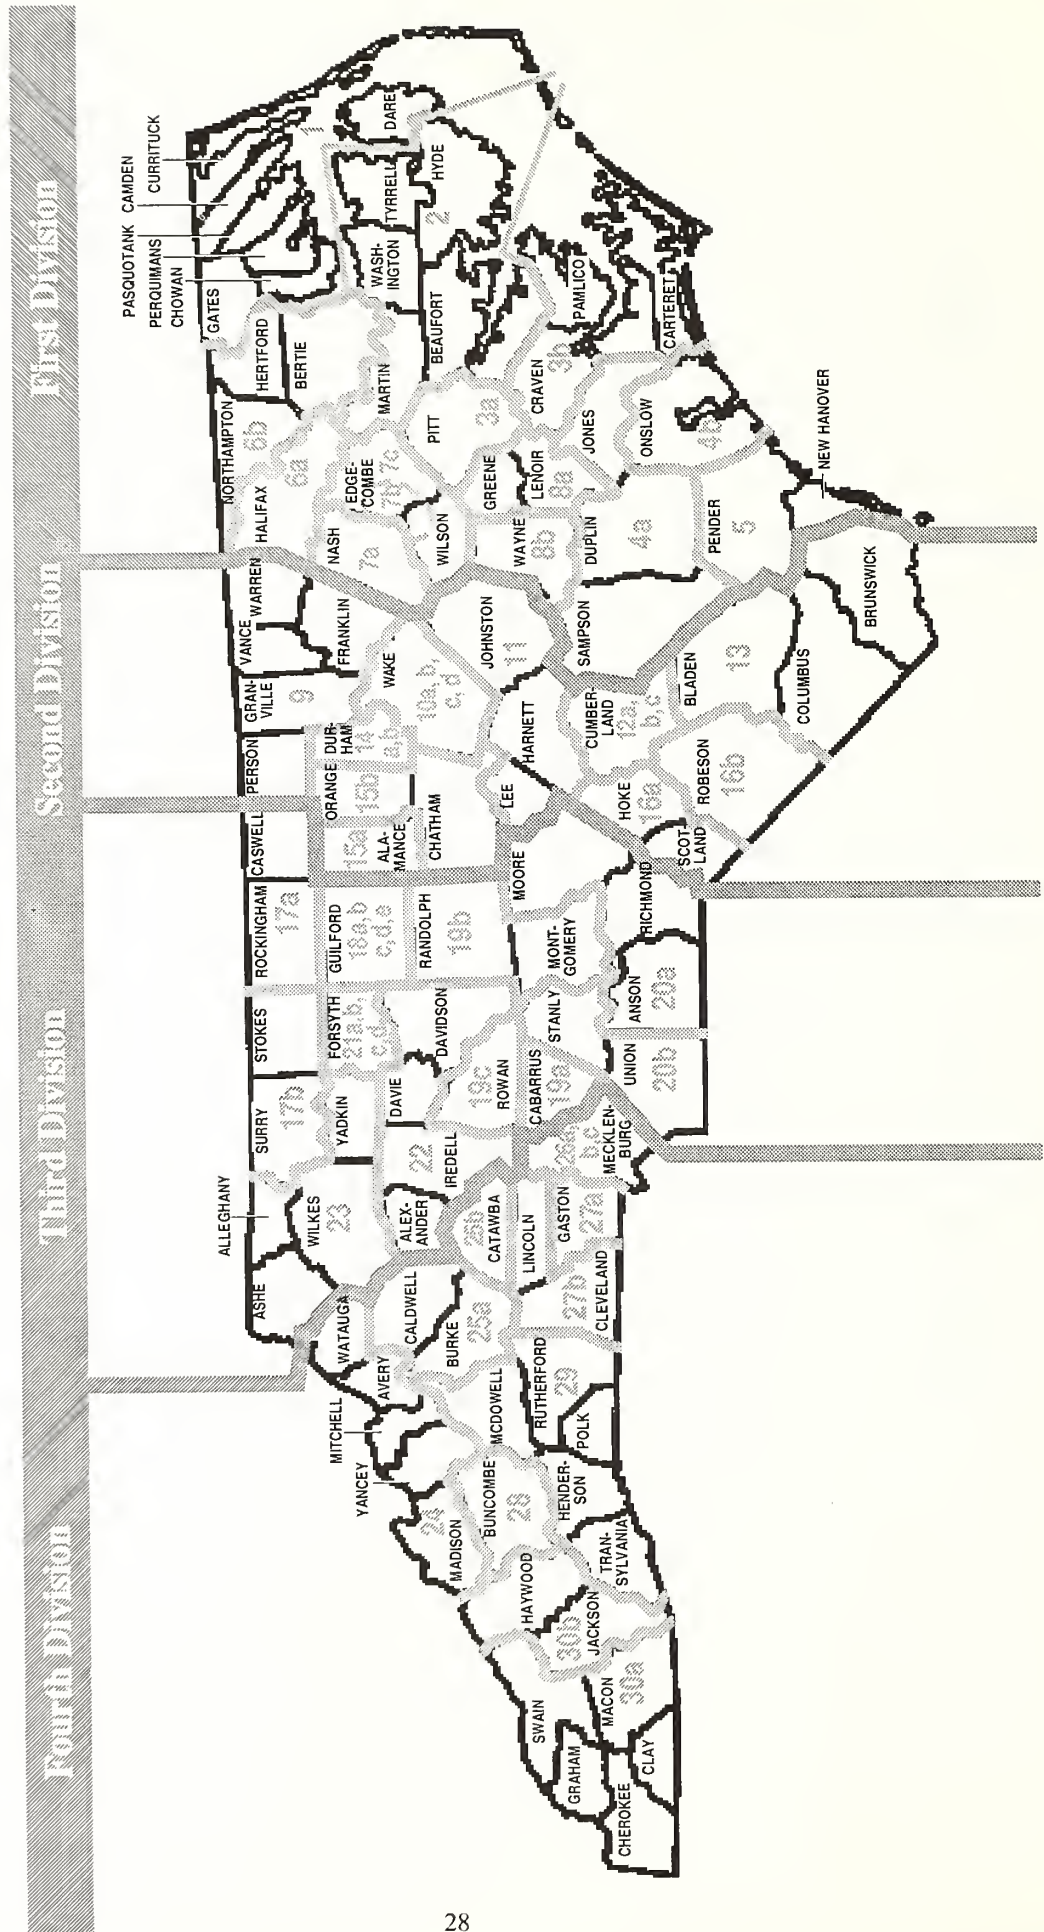 Fourth Division
Third Division
Second Division
First Division
ALLEGHANY
ASHE
SURRY
17b
STOKES
ROCKINGHAM
17a
CASWELL
PERSON
GRAN-
VILLE
9
VANCE
WARREN
FRANKLIN
NORTHAMPTON
6b
HALIFAX
6a
HERTFORD
BERTIE
GATES
CHOWAN
PERQUIMANS
PASQUOTANK
CAMDEN
CURRITUCK
1
WATAUGA
WILKES
23
YADKIN
FORSYTH
21a,b,
c,d
GUILFORD
18a,b
c,d,e
ALA-
MANCE
15a
ORANGE
15b
DUR-
HAM
14
a,b
WAKE
10a,b,
c,d
NASH
7a
EDGE-
COMBE
7b
7c
MARTIN
WASH-
INGTON
TYRRELL
DARE
MITCHELL
AVERY
CALDWELL
ALEX-
ANDER
IREDELL
22
DAVIE
DAVIDSON
RANDOLPH
19b
CHATHAM
WILSON
PITT
3a
BEAUFORT
2
HYDE
YANCEY
MADISON
24
BUNCOMBE
28
MCDOWELL
BURKE
25a
CATAWBA
25b
ROWAN
19c
MOORE
LEE
HARNETT
JOHNSTON
11
WAYNE
8b
GREENE
LENOIR
8a
CRAVEN
3b
PAMLICO
CARTERET
SWAIN
HAYWOOD
HENDER-
SON
RUTHERFORD
29
POLK
LINCOLN
CLEVELAND
27b
GASTON
27a
MECKLEN-
BURG
26a,
b,c
CABARRUS
19a
STANLY
MONT-
GOMERY
CUMBER-
LAND
12a,
b,c
SAMPSON
DUPLIN
4a
JONES
ONSLOW
4b
GRAHAM
CHEROKEE
CLAY
MACON
30a
JACKSON
30b
TRAN-
SYLVANIA
UNION
20b
ANSON
20a
RICHMOND
SCOT-
LAND
HOKE
16a
ROBESON
16b
BLADEN
13
COLUMBUS
BRUNSWICK
PENDER
5
NEW HANOVER
28